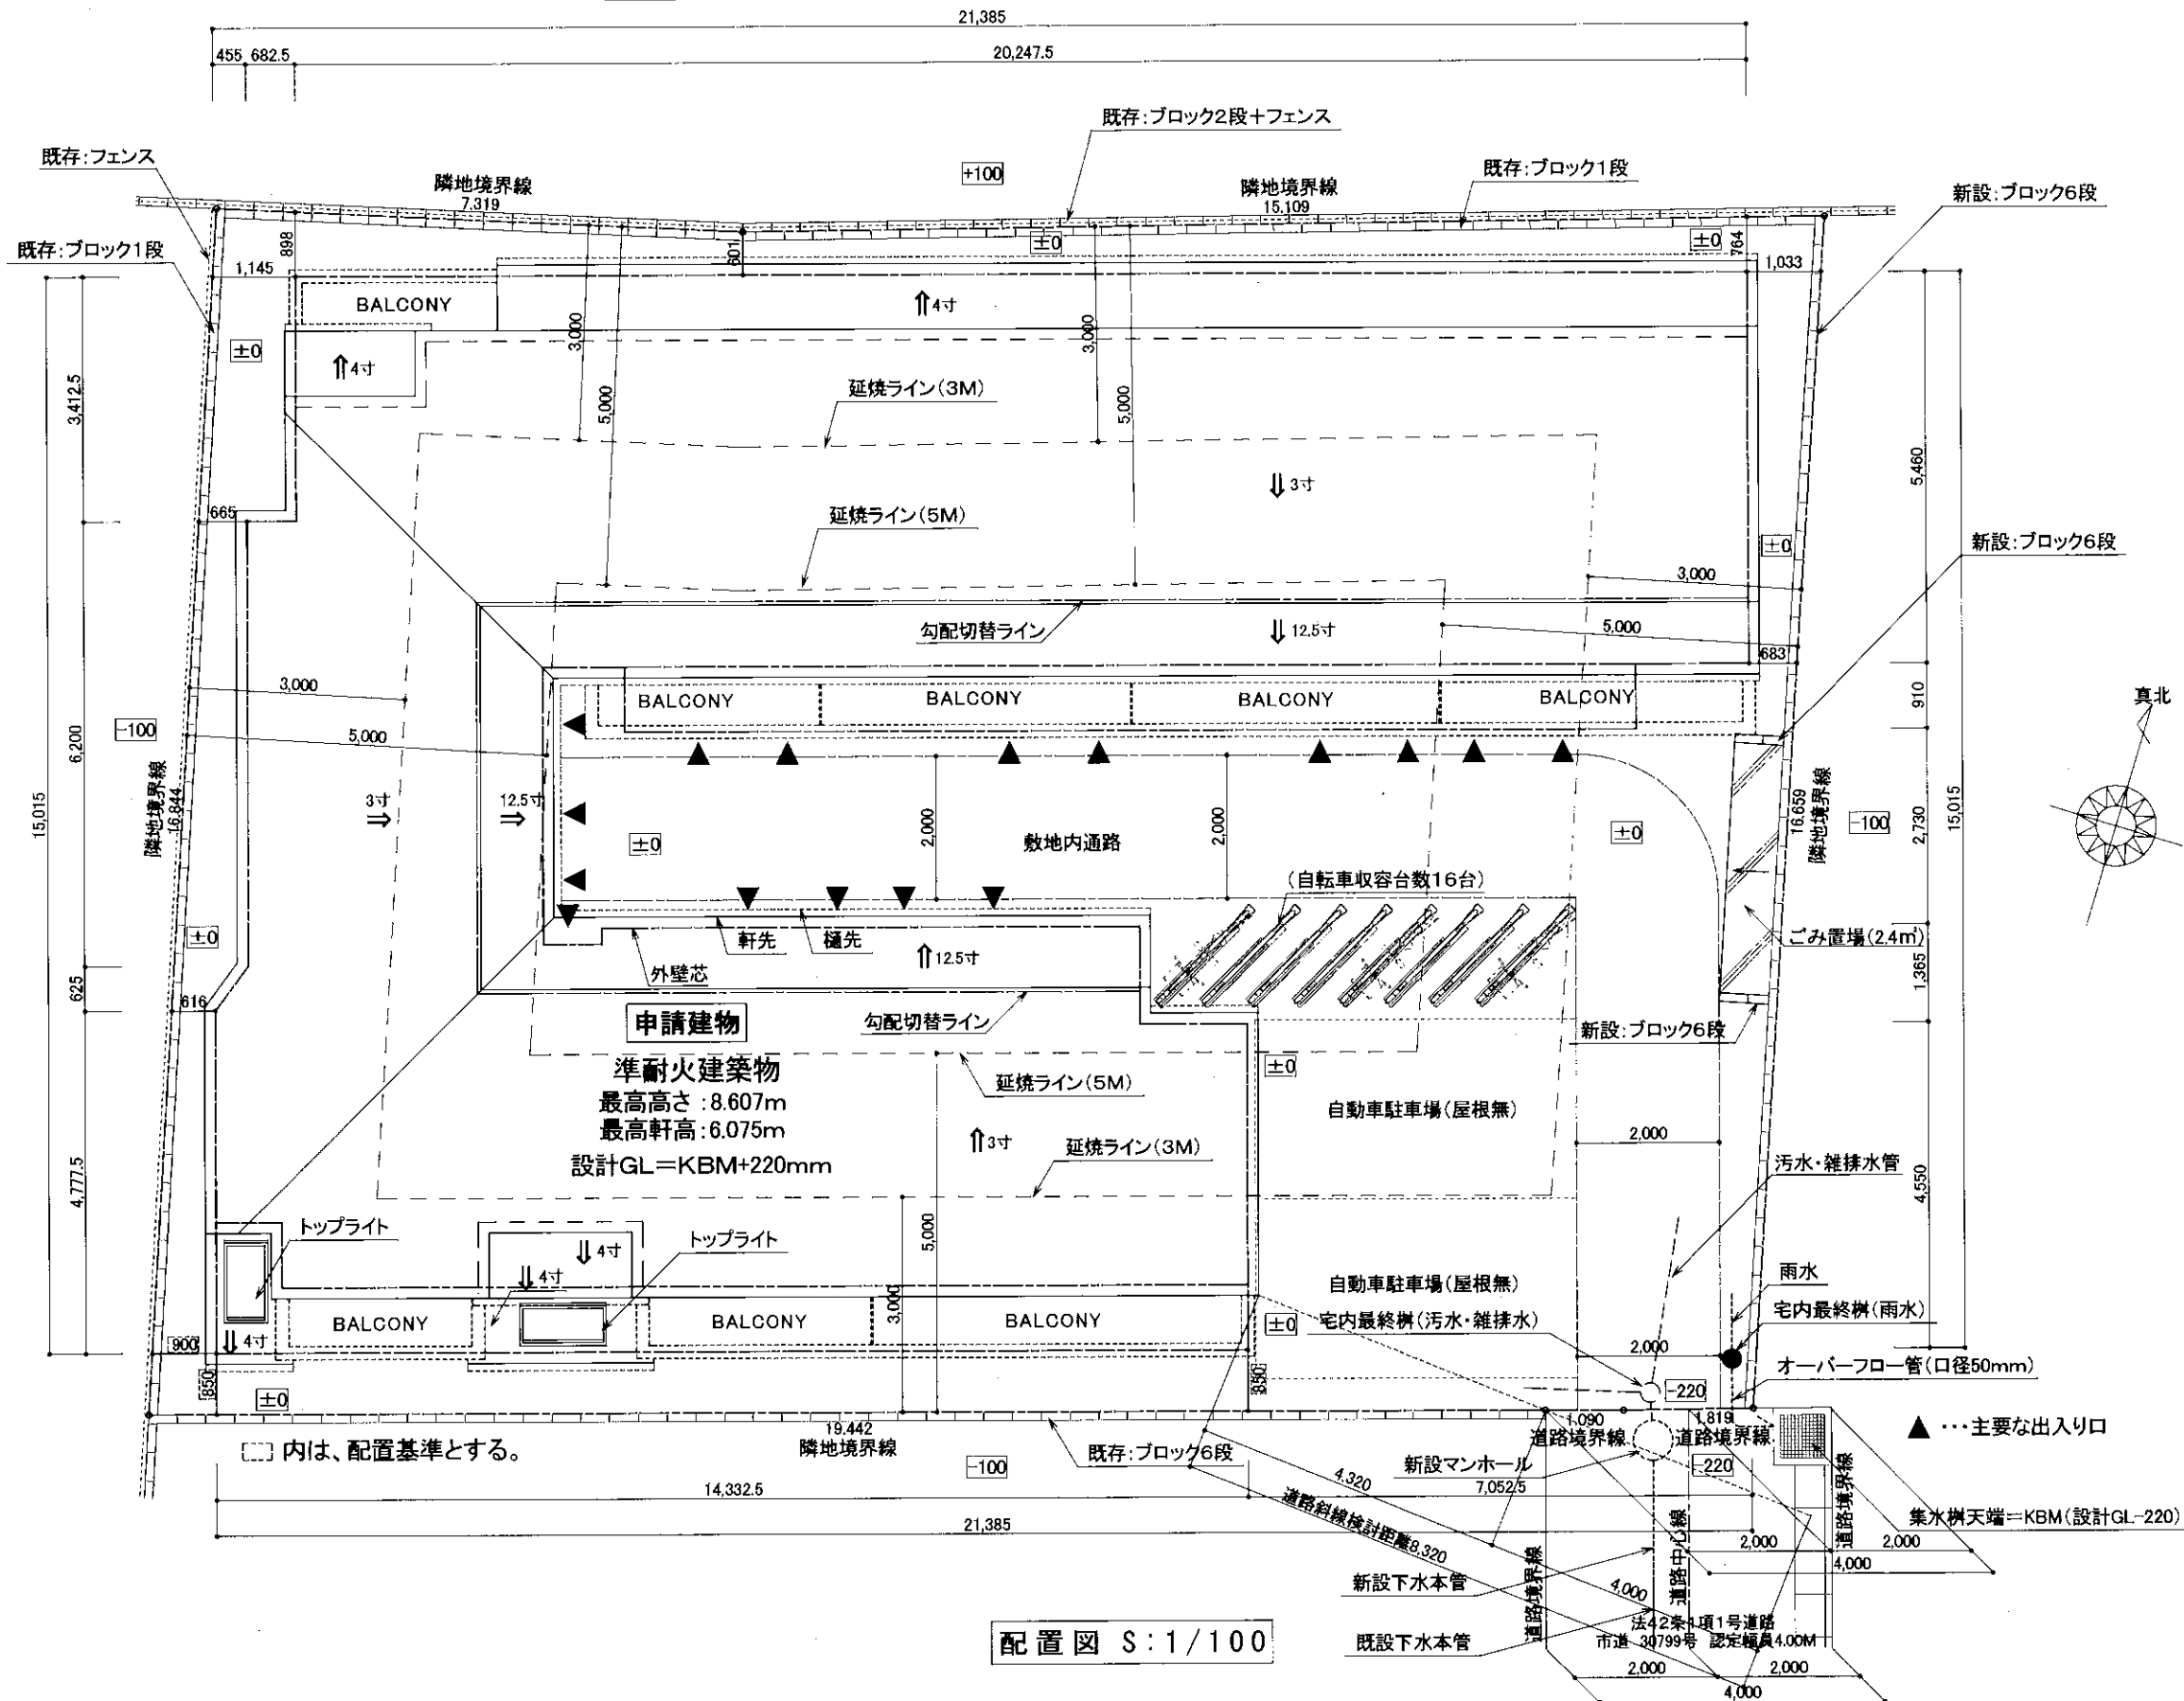 21,385
455 682.5
20,247.5
既存:ブロック2段+フェンス
既存:フェンス
隣地境界線
7.319
+100
隣地境界線
15.109
既存:ブロック1段
新設:ブロック6段
既存:ブロック1段
898
601
±0
±0
764
1,145
1,033
BALCONY
⇑4寸
3,000
3,000
±0
⇑4寸
3,412.5
延焼ライン(3M)
5,000
5,000
5,460
⇓3寸
665
延焼ライン(5M)
新設:ブロック6段
±0
3,000
勾配切替ライン
⇓12.5寸
5,000
683
3,000
BALCONY
BALCONY
BALCONY
BALCONY
910
真北
-100
5,000
6,200
15,015
隣地境界線
16.844
3寸
⇒
12.5寸
⇒
2,000
2,000
±0
敷地内通路
±0
16.659
隣地境界線
-100
2,730
15,015
(自転車収容台数16台)
±0
軒先
樋先
ごみ置場(2.4㎡)
外壁芯
⇑12.5寸
1,365
625
616
申請建物
勾配切替ライン
新設:ブロック6段
準耐火建築物
最高高さ:8.607m
最高軒高:6.075m
設計GL=KBM+220mm
延焼ライン(5M)
±0
自動車駐車場(屋根無)
⇑3寸
延焼ライン(3M)
2,000
汚水・雑排水管
4,777.5
4,550
トップライト
⇓4寸
トップライト
5,000
⇓4寸
自動車駐車場(屋根無)
雨水
3,000
BALCONY
BALCONY
BALCONY
±0
宅内最終桝(汚水・雑排水)
宅内最終桝(雨水)
900
⇓4寸
2,000
オーバーフロー管(口径50mm)
850
850
-220
±0
19.442
隣地境界線
1.090
1.819
道路境界線
道路境界線
▲ …主要な出入り口
内は、配置基準とする。
-100
既存:ブロック6段
新設マンホール
-220
14,332.5
4.320
7,052.5
道路斜線検討距離8,320
集水桝天端=KBM(設計GL-220)
道路境界線
21,385
2,000
2,000
4,000
道路境界線
道路中心線
新設下水本管
4,000
法42条1項1号道路
市道 30799号 認定幅員4.00M
既設下水本管
配置図 S:1/100
2,000
2,000
4,000